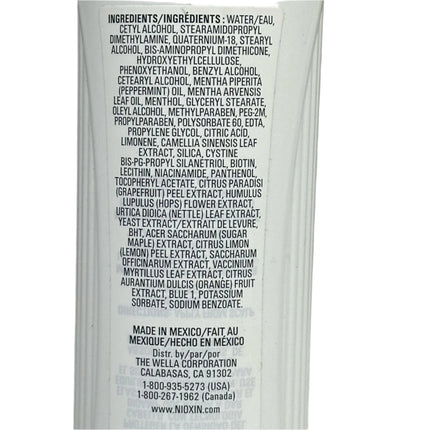 INGREDIENTS/INGRÉDIENTS : WATER/EAU,
CETYL ALCOHOL, STEARAMIDOPROPYL
DIMETHYLAMINE, QUATERNIUM-18, STEARYL
ALCOHOL, BIS-AMINOPROPYL DIMETHICONE,
HYDROXYETHYLCELLULOSE,
PHENOXYETHANOL, BENZYL ALCOHOL,
CETEARYL ALCOHOL, MENTHA PIPERITA
(PEPPERMINT) OIL, MENTHA ARVENSIS
LEAF OIL, MENTHOL, GLYCERYL STEARATE,
OLEYL ALCOHOL, METHYLPARABEN, PEG-2M,
PROPYLPARABEN, POLYSORBATE 60, EDTA,
PROPYLENE GLYCOL, CITRIC ACID,
LIMONENE, CAMELLIA SINENSIS LEAF
EXTRACT, SILICA, CYSTINE
BIS-PG-PROPYL SILANETRIOL, BIOTIN,
LECITHIN, NIACINAMIDE, PANTHENOL,
TOCOPHERYL ACETATE, CITRUS PARADISI
(GRAPEFRUIT) PEEL EXTRACT, HUMULUS
LUPULUS (HOPS) FLOWER EXTRACT,
URTICA DIOICA (NETTLE) LEAF EXTRACT,
YEAST EXTRACT/EXTRAIT DE LEVURE,
BHT, ACER SACCHARUM (SUGAR
MAPLE) EXTRACT, CITRUS LIMON
(LEMON) PEEL EXTRACT, SACCHARUM
OFFICINARUM EXTRACT, VACCINIUM
MYRTILLUS LEAF EXTRACT, CITRUS
AURANTIUM DULCIS (ORANGE) FRUIT
EXTRACT, BLUE 1, POTASSIUM
SORBATE, SODIUM BENZOATE.
MADE IN MEXICO/FAIT AU
MEXIQUE/HECHO EN MÉXICO
Distr. by/par/por
THE WELLA CORPORATION
CALABASAS, CA 91302
1-800-935-5273 (USA)
1-800-267-1962 (Canada)
WWW.NIOXIN.COM